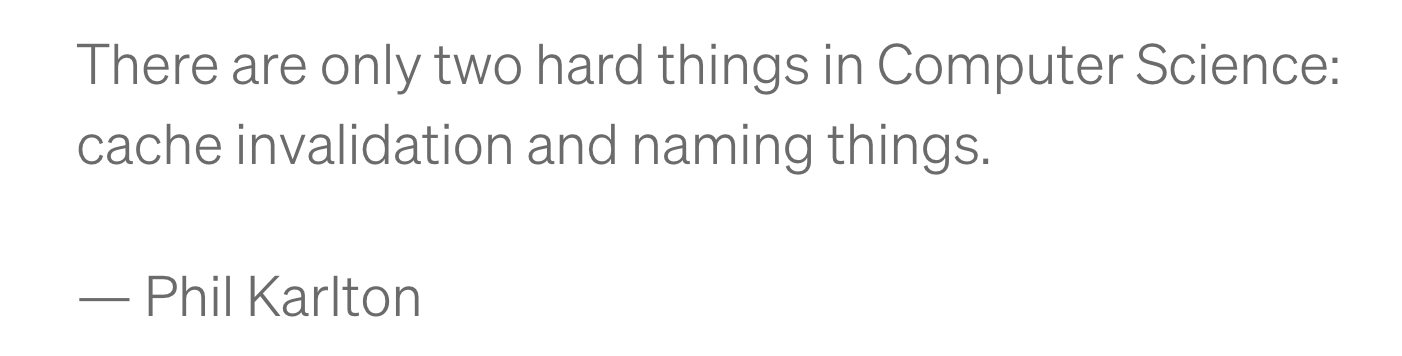 There are only two hard things in Computer Science:
cache invalidation and naming things.
— Phil Karlton